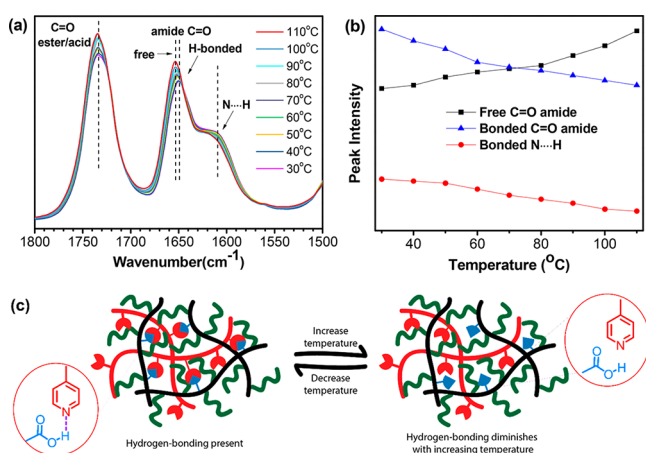 (a)
C=O
ester/acid
amide C=O
free
H-bonded
N····H
110°C
100°C
90°C
80°C
70°C
60°C
50°C
40°C
30°C
1800
1750
1700
1650
1600
1550
1500
Wavenumber(cm⁻¹)
(b)
Peak Intensity
Free C=O amide
Bonded C=O amide
Bonded N····H
40
60
80
100
Temperature (°C)
(c)
Increase
temperature
Decrease
temperature
N
H
O
O
N
O
O
H
Hydrogen-bonding present
Hydrogen-bonding diminishes
with increasing temperature